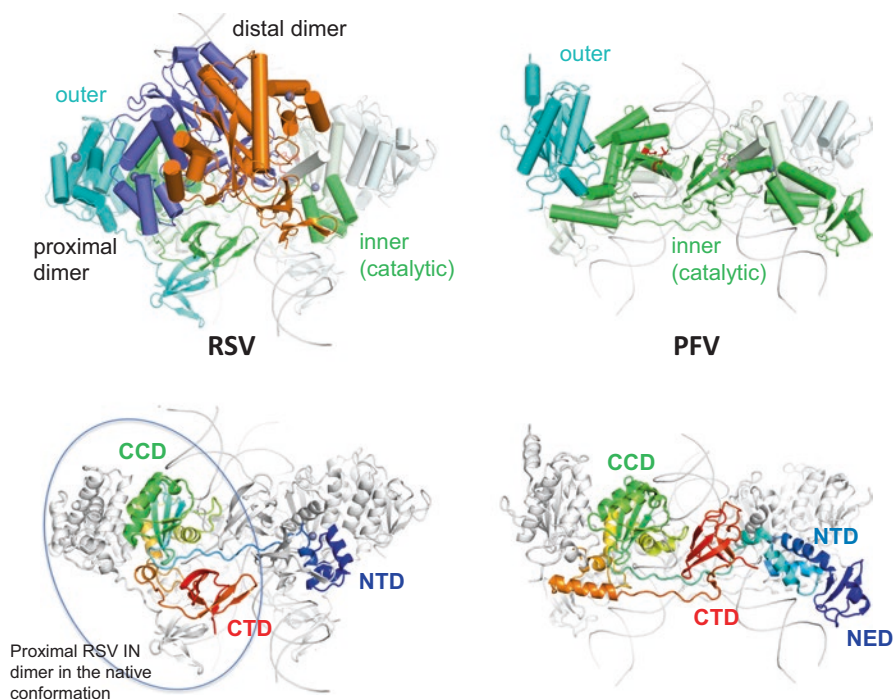 distal dimer
outer
proximal
dimer
inner
(catalytic)
RSV
outer
inner
(catalytic)
PFV
CCD
NTD
CTD
Proximal RSV IN
dimer in the native
conformation
CCD
NTD
CTD
NED